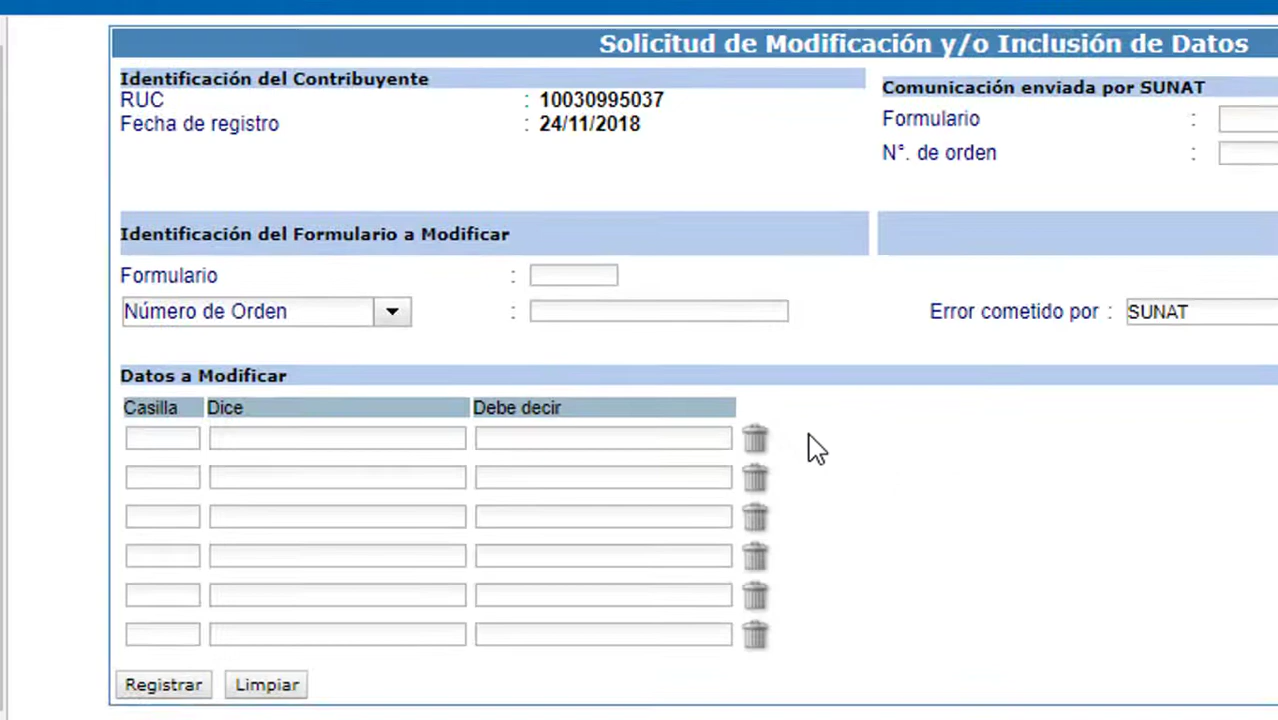 Solicitud de Modificación y/o Inclusión de Datos
Identificación del Contribuyente
RUC : 10030995037
Fecha de registro : 24/11/2018
Comunicación enviada por SUNAT
Formulario :
N°. de orden :
Identificación del Formulario a Modificar
Formulario :
Número de Orden :
Error cometido por : SUNAT
Datos a Modificar
Casilla Dice Debe decir
Registrar Limpiar